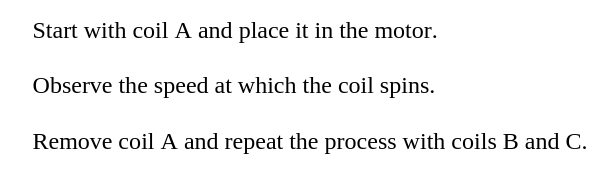 Start with coil A and place it in the motor.
Observe the speed at which the coil spins.
Remove coil A and repeat the process with coils B and C.